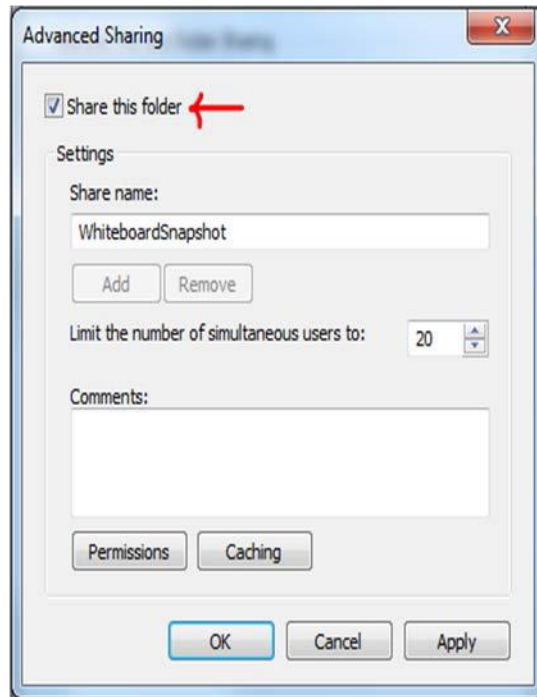 Advanced Sharing
Share this folder
Settings
Share name:
WhiteboardSnapshot
Add Remove
Limit the number of simultaneous users to: 20
Comments:
Permissions Caching
OK Cancel Apply